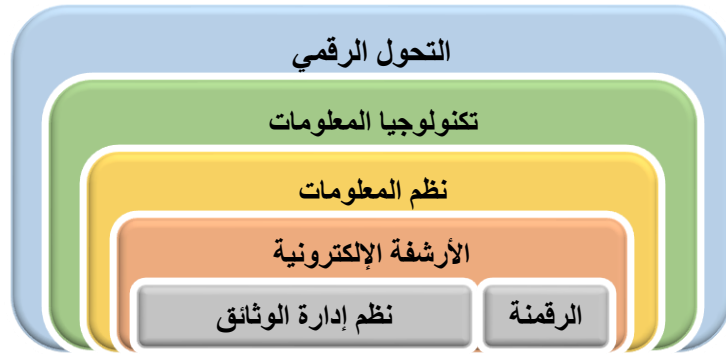 التحول الرقمي
تكنولوجيا المعلومات
نظم المعلومات
الأرشفة الإلكترونية
الرقمنة
نظم إدارة الوثائق